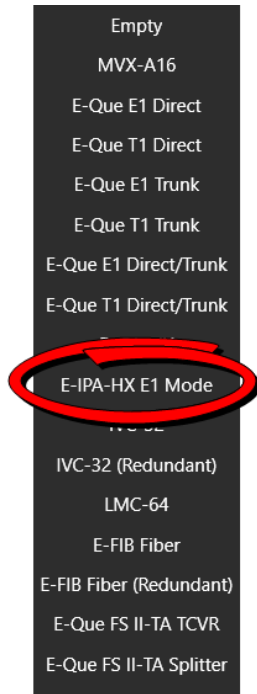 Empty
MVX-A16
E-Que E1 Direct
E-Que T1 Direct
E-Que E1 Trunk
E-Que T1 Trunk
E-Que E1 Direct/Trunk
E-Que T1 Direct/Trunk
E-IPA-HX E1 Mode
IVC-32
IVC-32 (Redundant)
LMC-64
E-FIB Fiber
E-FIB Fiber (Redundant)
E-Que FS II-TA TCVR
E-Que FS II-TA Splitter